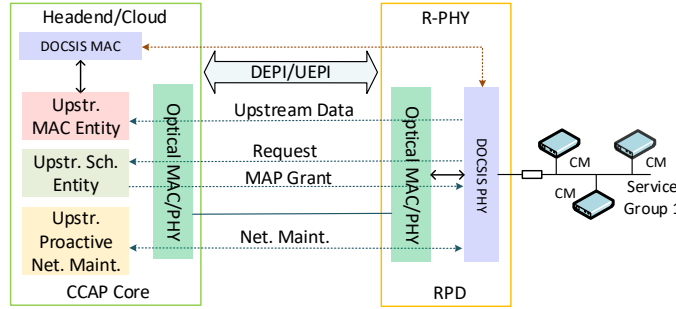 Headend/Cloud
R-PHY
DOCSIS MAC
DEPI/UEPI
Upstr.
MAC Entity
Upstr. Sch.
Entity
Upstr.
Proactive
Net. Maint.
Optical MAC/PHY
Upstream Data
Request
MAP Grant
Net. Maint.
Optical MAC/PHY
DOCSIS PHY
CM
CM
CM
Service
Group 1
CCAP Core
RPD